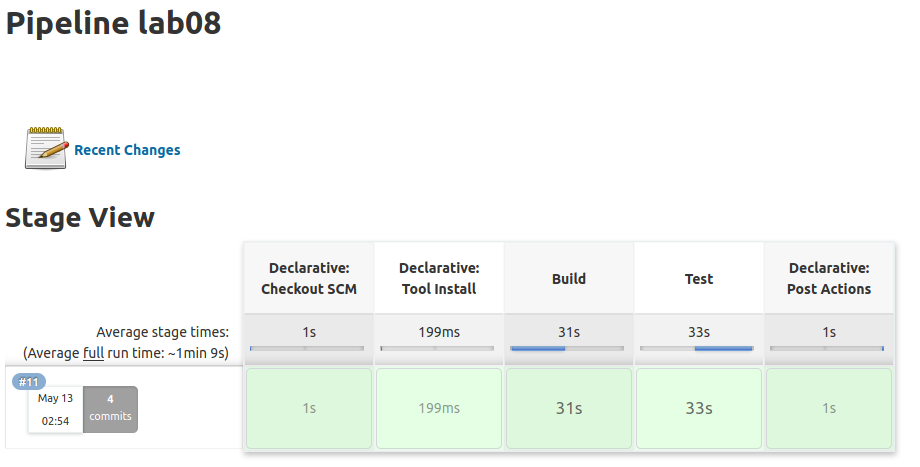 Pipeline lab08
Recent Changes
Stage View
Declarative: Checkout SCM
Declarative: Tool Install
Build
Test
Declarative: Post Actions
Average stage times:
(Average full run time: ~1min 9s)
1s
199ms
31s
33s
1s
#11
May 13
02:54
4
commits
1s
199ms
31s
33s
1s